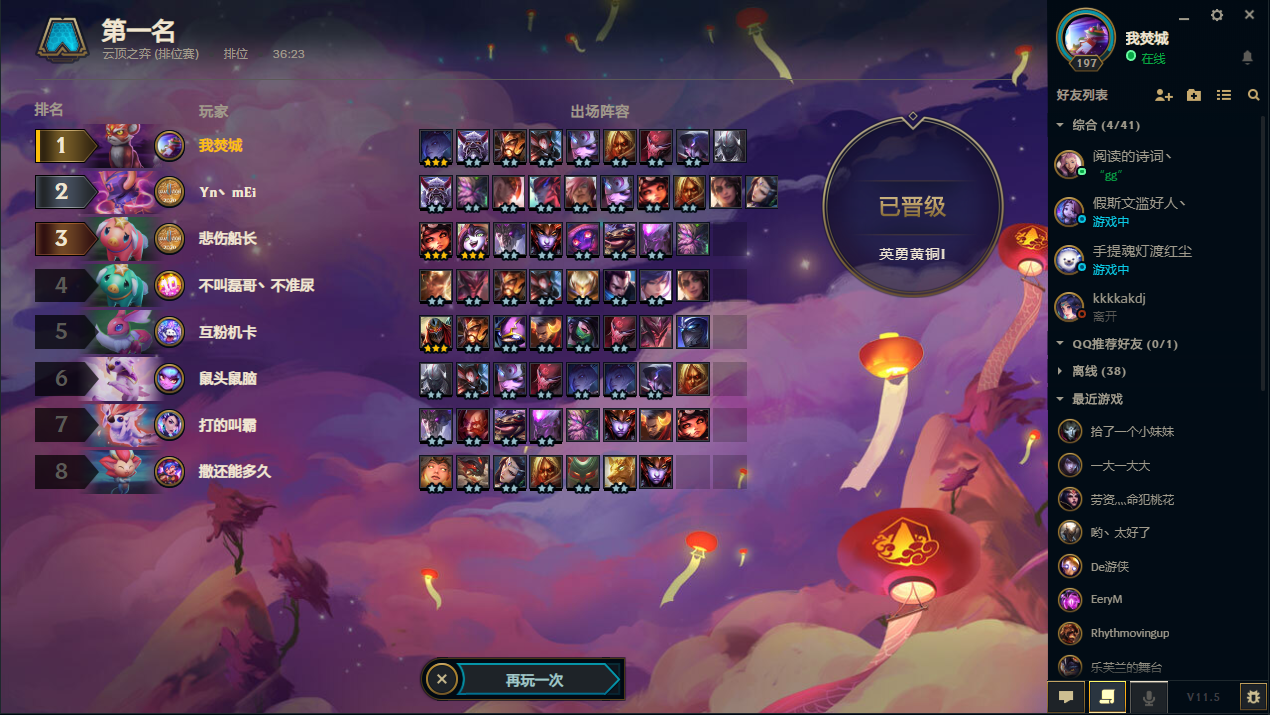 第一名
云顶之弈 (排位赛) 排位 36:23
排名 玩家 出场阵容
1 我焚城
2 Yn丶mEi
3 悲伤船长
4 不叫磊哥丶不准尿
5 互粉机卡
6 鼠头鼠脑
7 打的叫霸
8 撒还能多久
已晋级
英勇黄铜I
再玩一次
我焚城
197
在线
好友列表
综合 (4/41)
阅读的诗词丶
“gg”
假斯文滥好人丶
游戏中
手提魂灯渡红尘
游戏中
kkkkakdj
离开
QQ推荐好友 (0/1)
离线 (38)
最近游戏
拾了一个小妹妹
一大一大大
劳资灬命犯桃花
哟丶太好了
De游侠
EeryM
Rhythmovingup
乐芙兰的舞台
V11.5